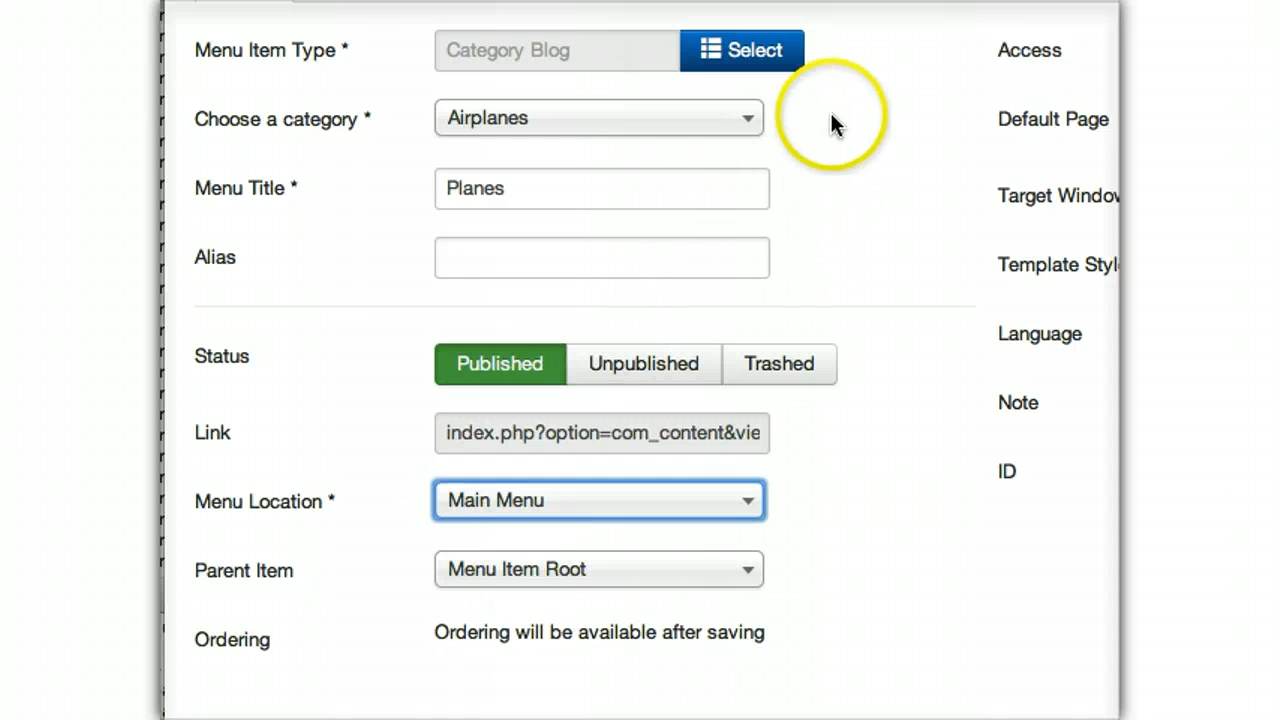 Menu Item Type * Category Blog Select Access
Choose a category * Airplanes Default Page
Menu Title * Planes Target Window
Alias Template Styl
Status Published Unpublished Trashed Language
Link index.php?option=com_content&vie Note
Menu Location * Main Menu ID
Parent Item Menu Item Root
Ordering Ordering will be available after saving